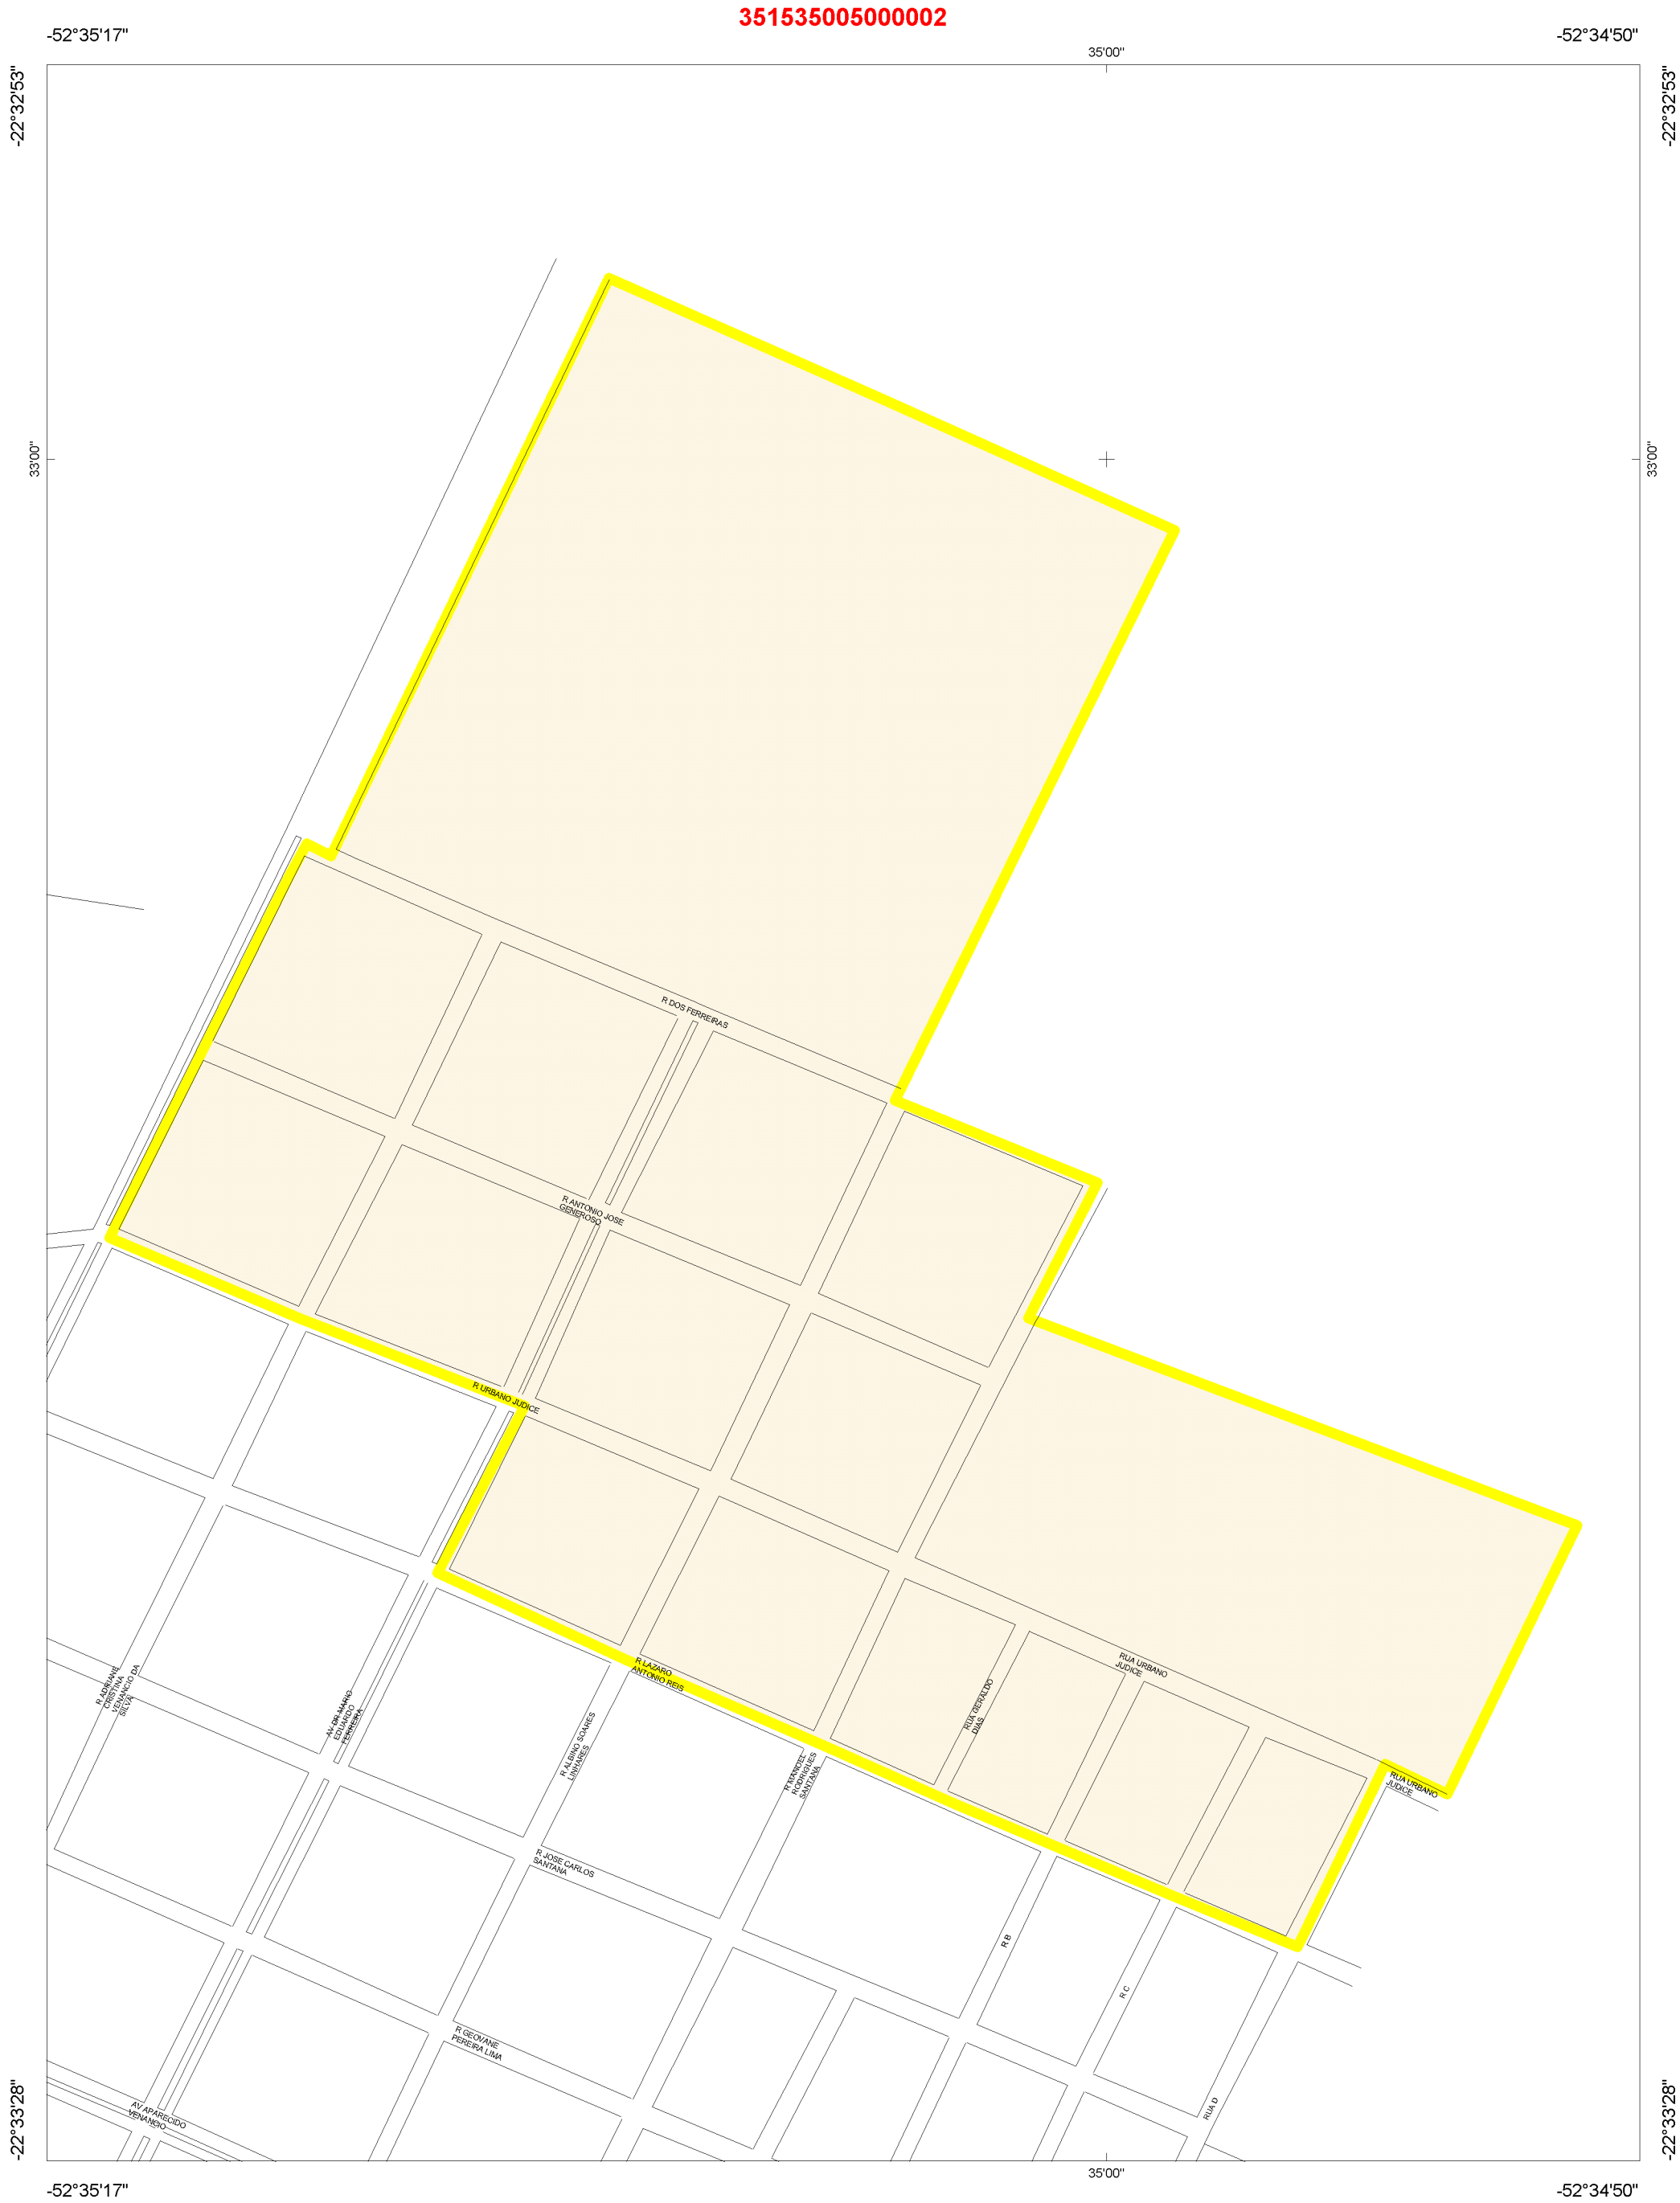 351535005000002
-52°35'17"
-52°34'50"
35'00"
-22°32'53"
-22°32'53"
33'00"
33'00"
R DOS FERREIRAS
R ANTONIO JOSE
GENEROSO
R URBANO JUDICE
R LAZARO
ANTONIO REIS
RUA URBANO
JUDICE
RUA GERALDO
DIAS
RUA URBANO
JUDICE
R ADRIANE
CRISTINA
VENANCIO DA
SILVA
AV DR MARIO
EDUARDO
FERREIRA
R ALBINO SOARES
LINHARES
R MANOEL
RODRIGUES
SANTANA
R JOSE CARLOS
SANTANA
R B
R C
R GEOVANE
PEREIRA LIMA
RUA D
AV APARECIDO
VENANCIO
-22°33'28"
-22°33'28"
35'00"
-52°35'17"
-52°34'50"